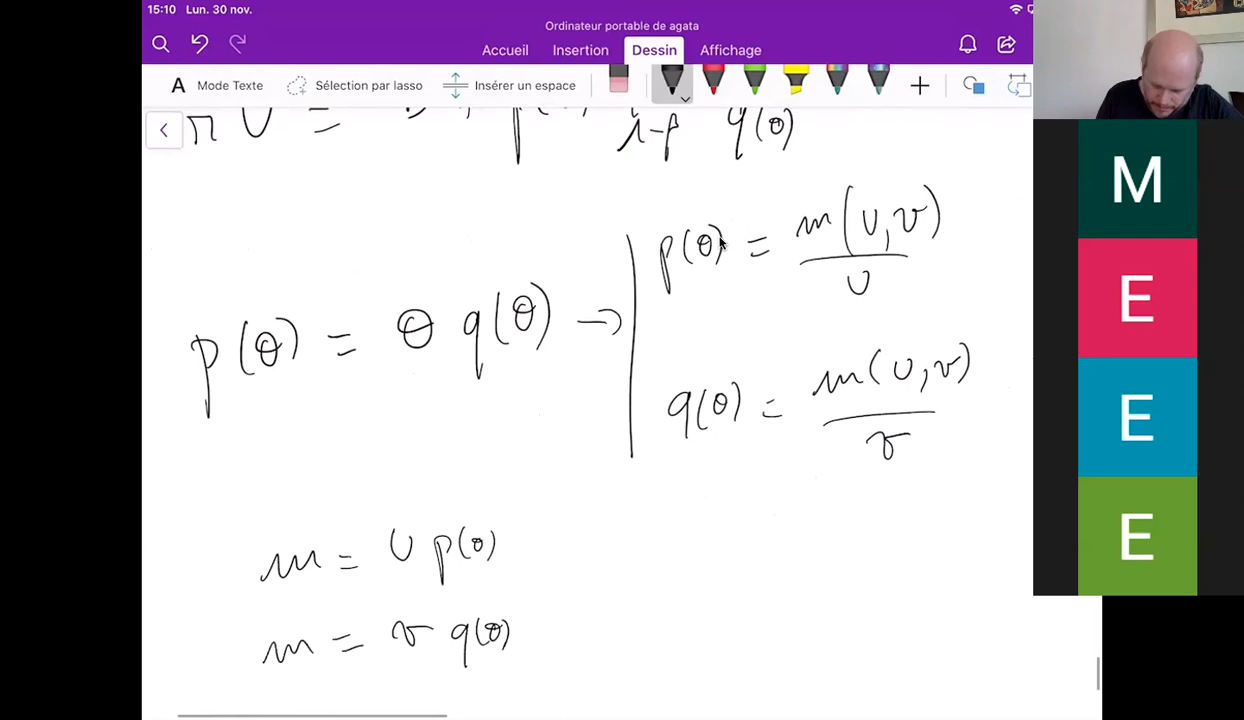 15:10 Lun. 30 nov.
Ordinateur portable de agata
Accueil Insertion Dessin Affichage
A Mode Texte Sélection par lasso Insérer un espace
q(θ)
p(θ) = m(U,v) / U
p(θ) = θ q(θ) →
q(θ) = m(U,v) / v
m = U p(θ)
m = v q(θ)
M
E
E
E